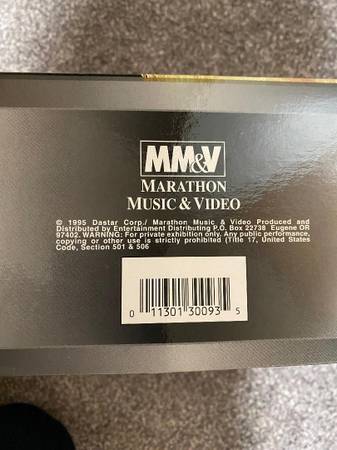 MM&V
MARATHON
MUSIC & VIDEO
© 1995 Dastar Corp./ Marathon Music & Video Produced and
Distributed by Entertainment Distributing P.O. Box 22738 Eugene OR
97402. WARNING: For private exhibition only. Any public performance,
copying or other use is strictly prohibited (Title 17, United States
Code, Section 501 & 506
0 11301 30093 5